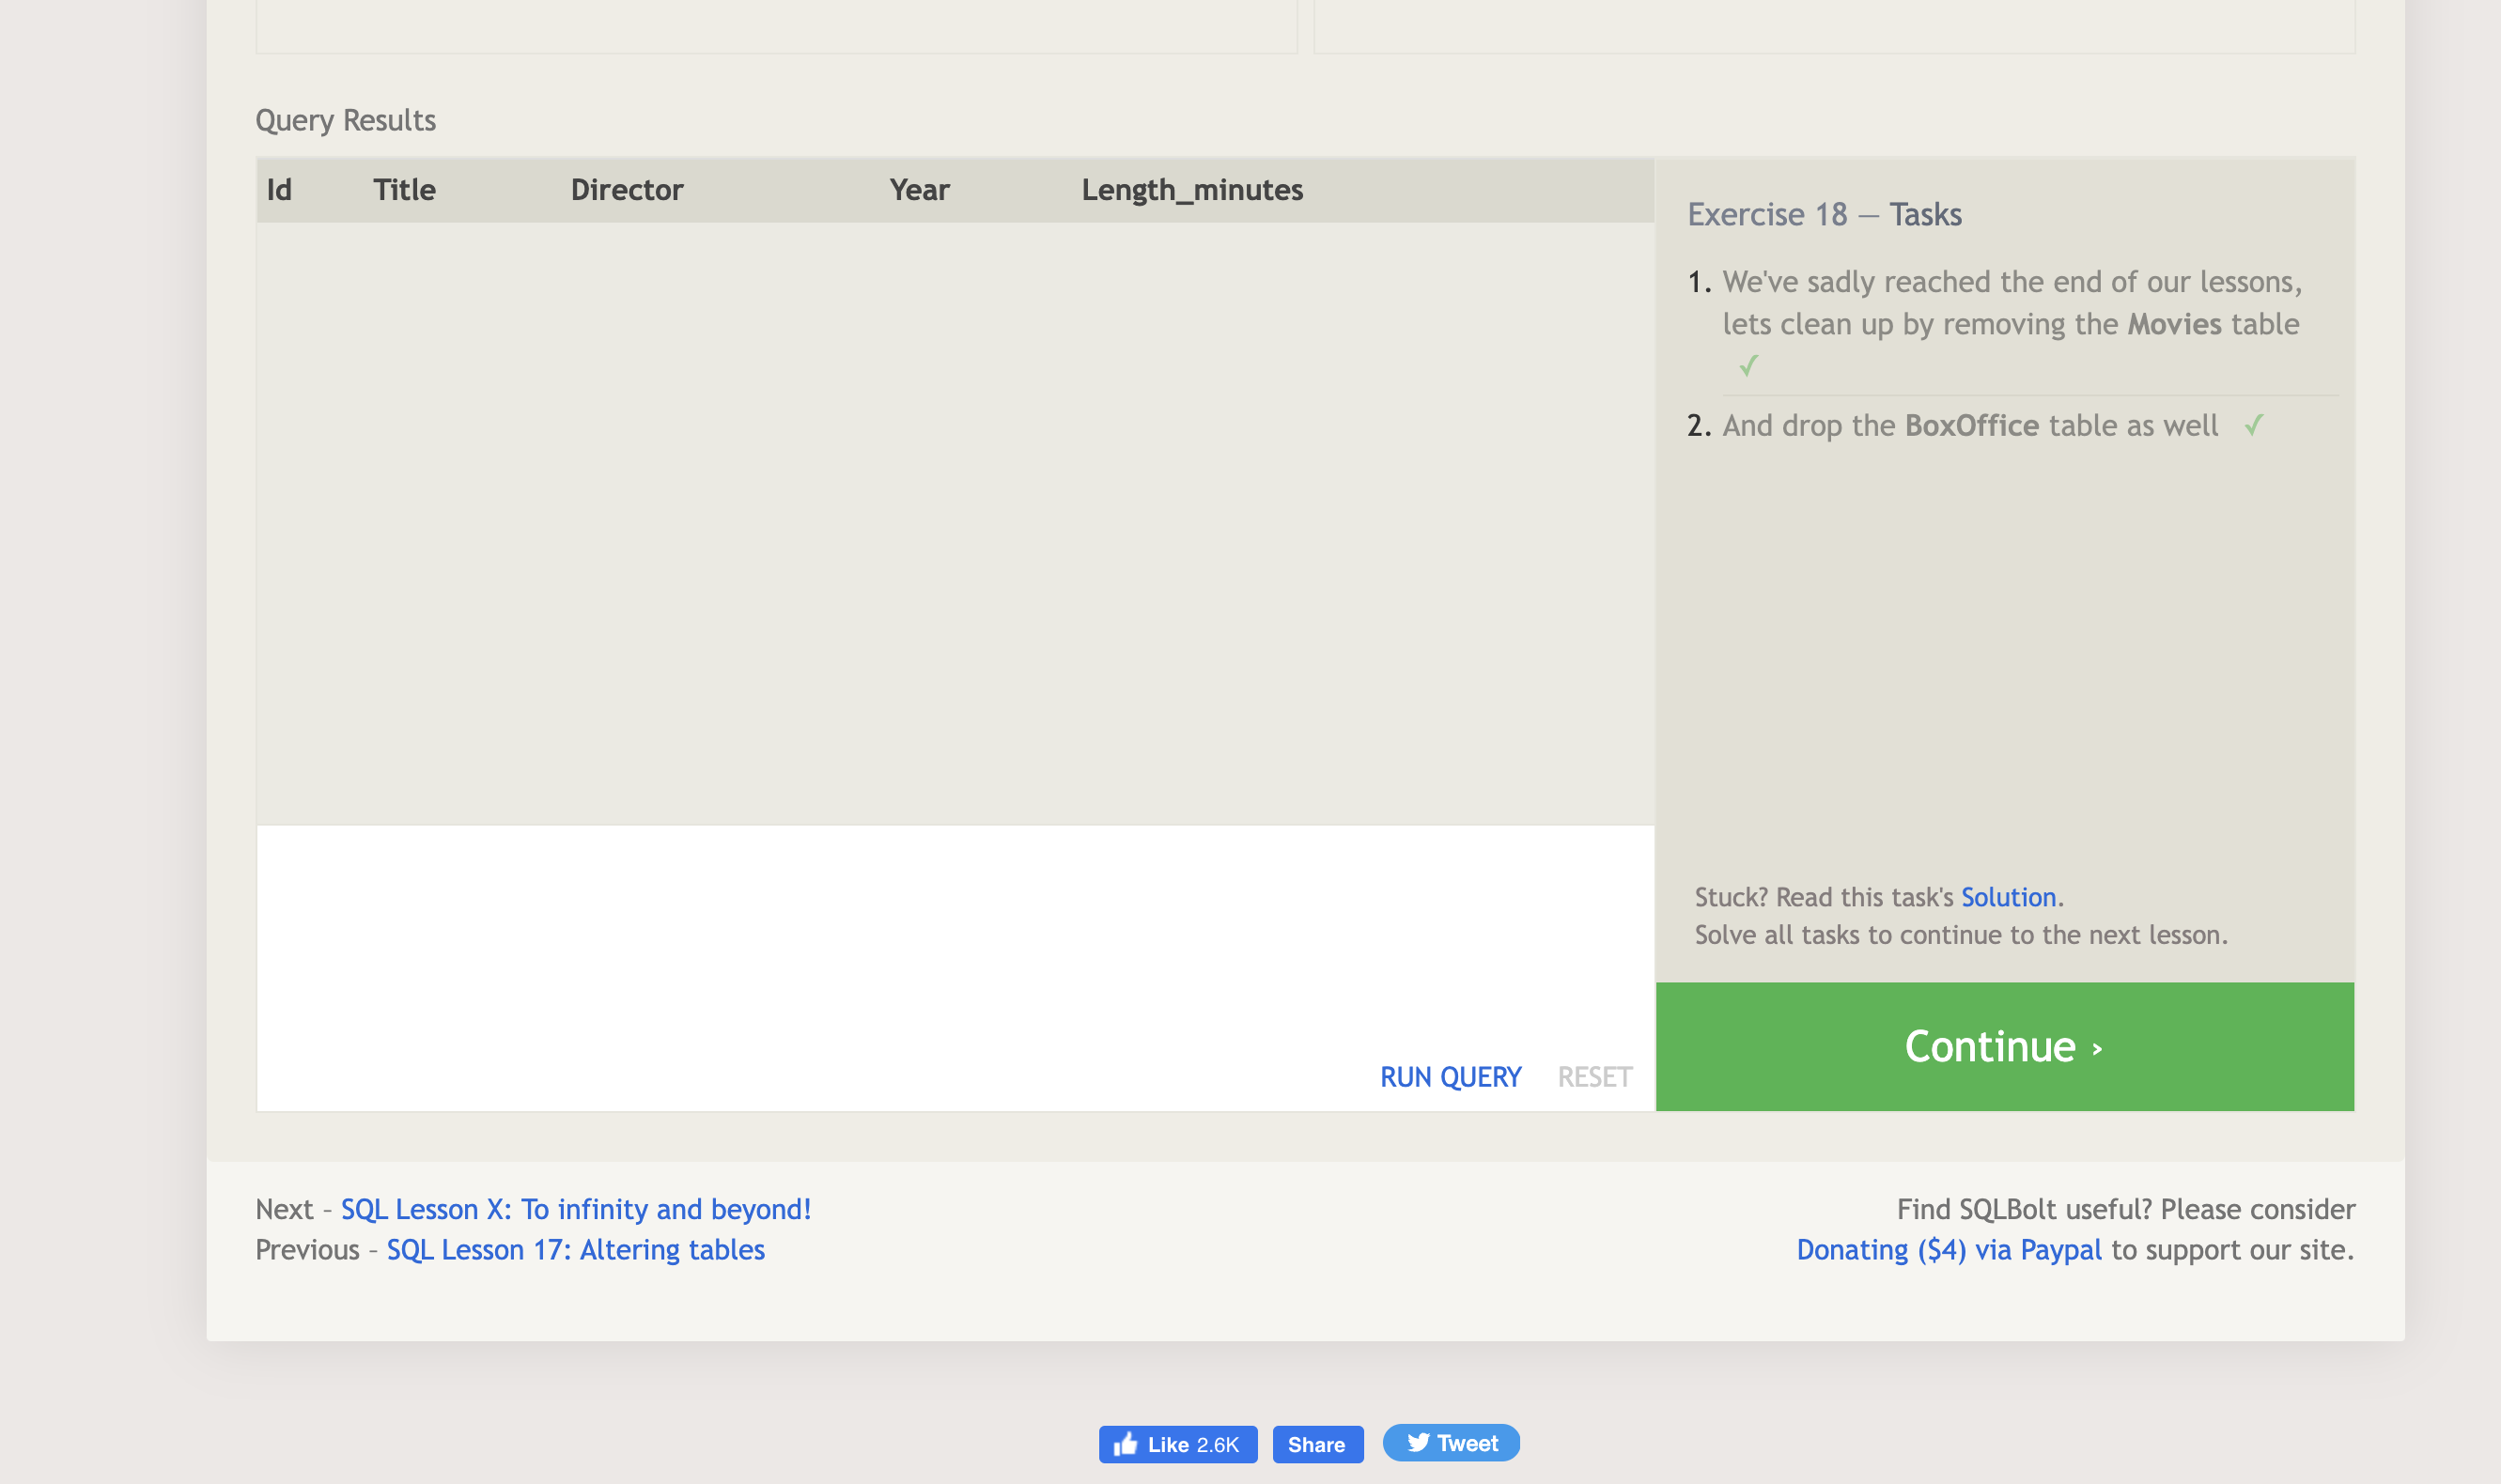 Query Results
Id Title Director Year Length_minutes
Exercise 18 — Tasks
1. We've sadly reached the end of our lessons,
lets clean up by removing the Movies table
✓
2. And drop the BoxOffice table as well ✓
Stuck? Read this task's Solution.
Solve all tasks to continue to the next lesson.
RUN QUERY RESET
Continue ›
Next – SQL Lesson X: To infinity and beyond!
Previous – SQL Lesson 17: Altering tables
Find SQLBolt useful? Please consider
Donating ($4) via Paypal to support our site.
Like 2.6K Share Tweet